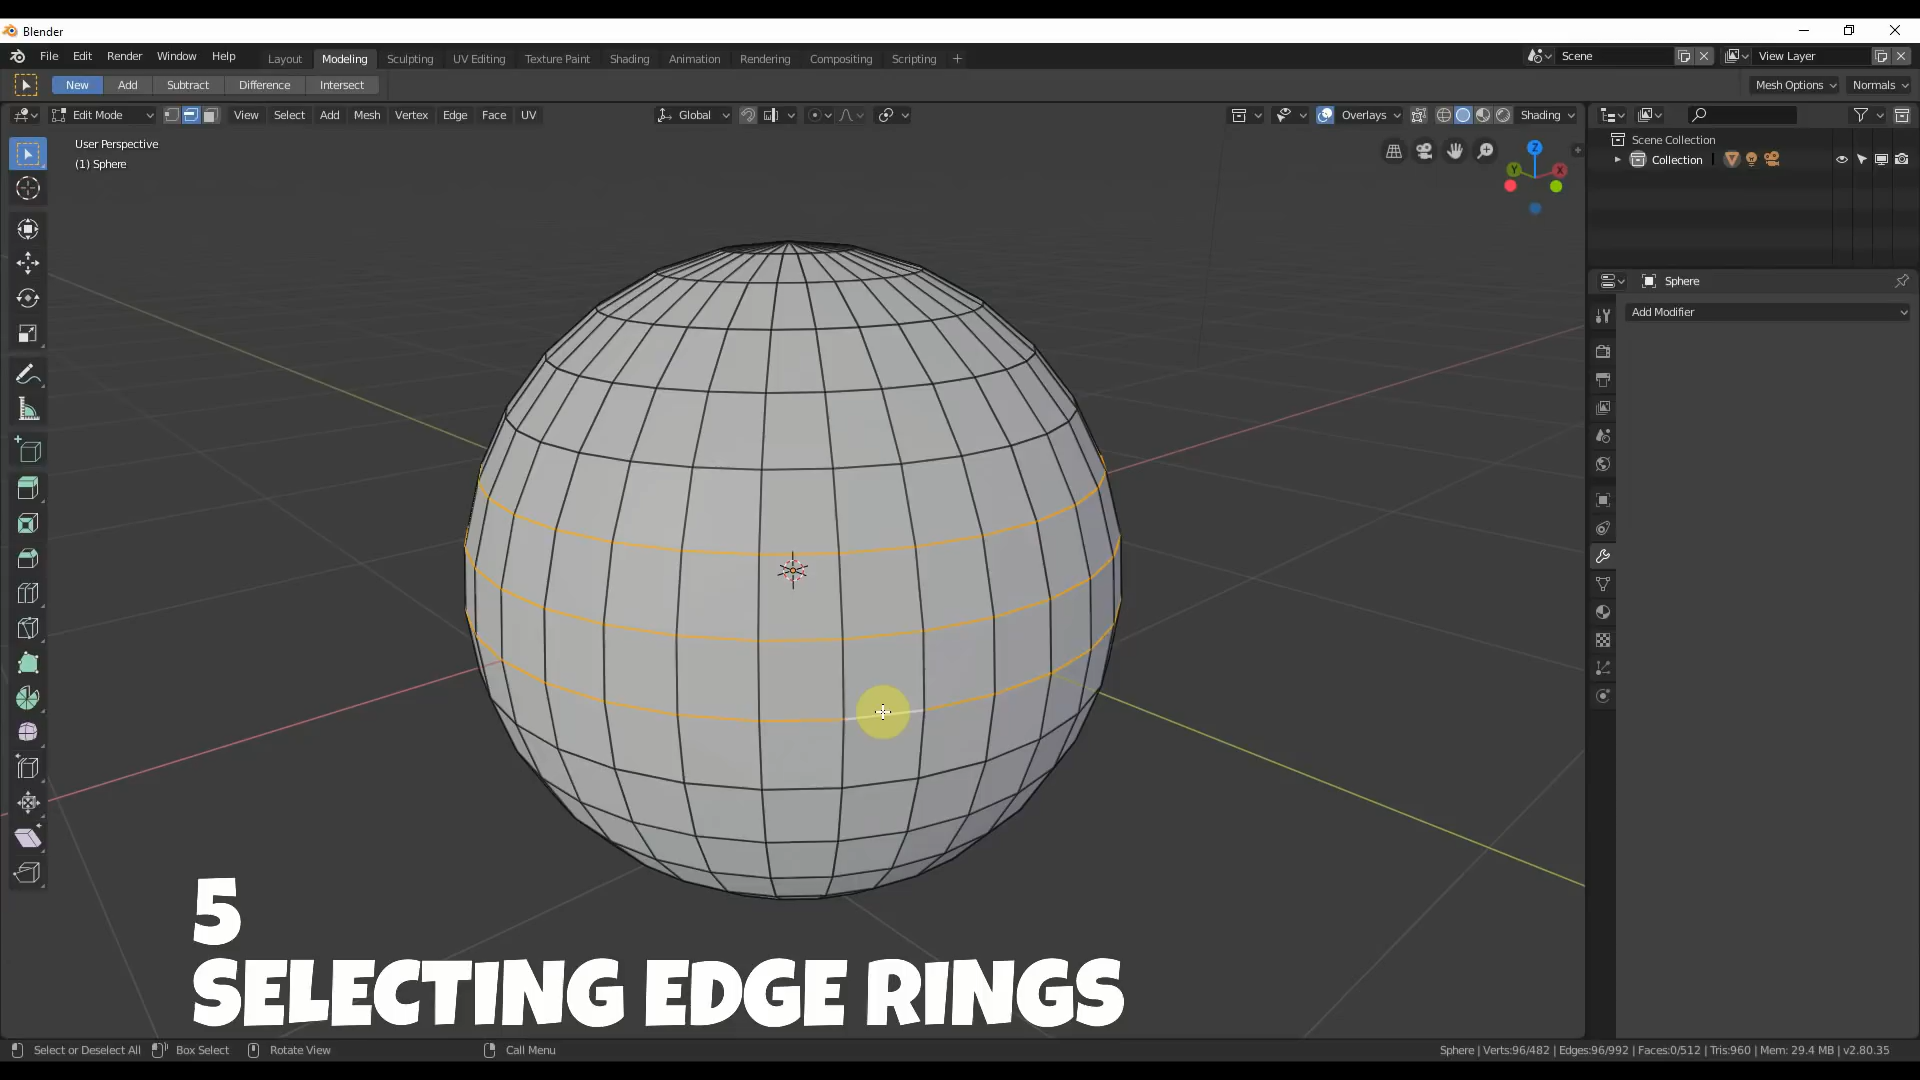 Blender
File Edit Render Window Help Layout Modeling Sculpting UV Editing Texture Paint Shading Animation Rendering Compositing Scripting + Scene View Layer
New Add Subtract Difference Intersect Mesh Options Normals
Edit Mode View Select Add Mesh Vertex Edge Face UV Global Overlays Shading
User Perspective
(1) Sphere
Z
Y
X
Scene Collection
Collection
Sphere
Add Modifier
5
SELECTING EDGE RINGS
Select or Deselect All Box Select Rotate View Call Menu Sphere | Verts:96/482 | Edges:96/992 | Faces:0/512 | Tris:960 | Mem: 29.4 MB | v2.80.35